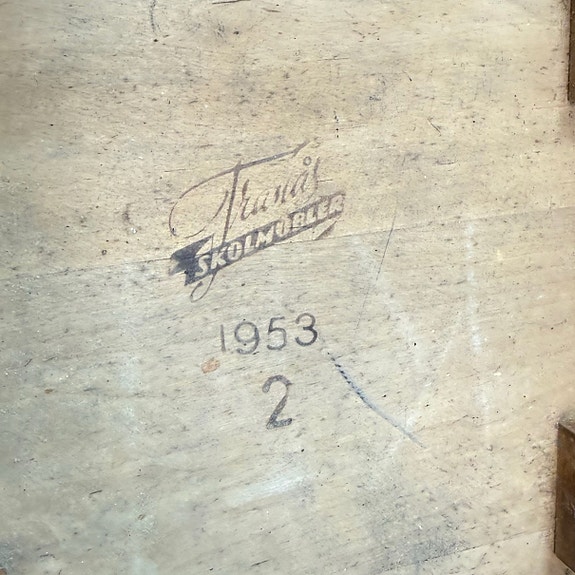 Tranås
SKOLMÖBLER
1953
2